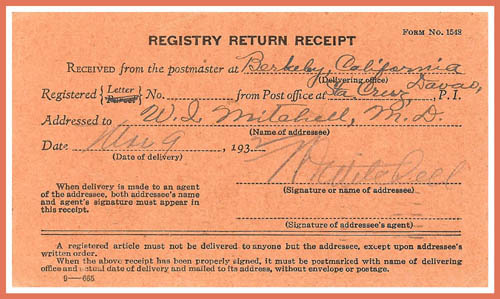 FORM No. 1548
REGISTRY RETURN RECEIPT
RECEIVED from the postmaster at Berkeley, California
(Delivering office)
Registered {Letter Parcel} No. from Post office at Sta. Cruz, Davao, P. I.
Addressed to W. I. Mitchell, M. D.
(Name of addressee)
Date 9, 193
(Date of delivery)
Mitchell
(Signature or name of addressee)
When delivery is made to an agent
of the addressee, both addressee's name
and agent's signature must appear in
this receipt.
(Signature of addressee's agent)
A registered article must not be delivered to anyone but the addressee, except upon addressee's
written order.
When the above receipt has been properly signed, it must be postmarked with name of delivering
office and actual date of delivery and mailed to its address, without envelope or postage.
9—665